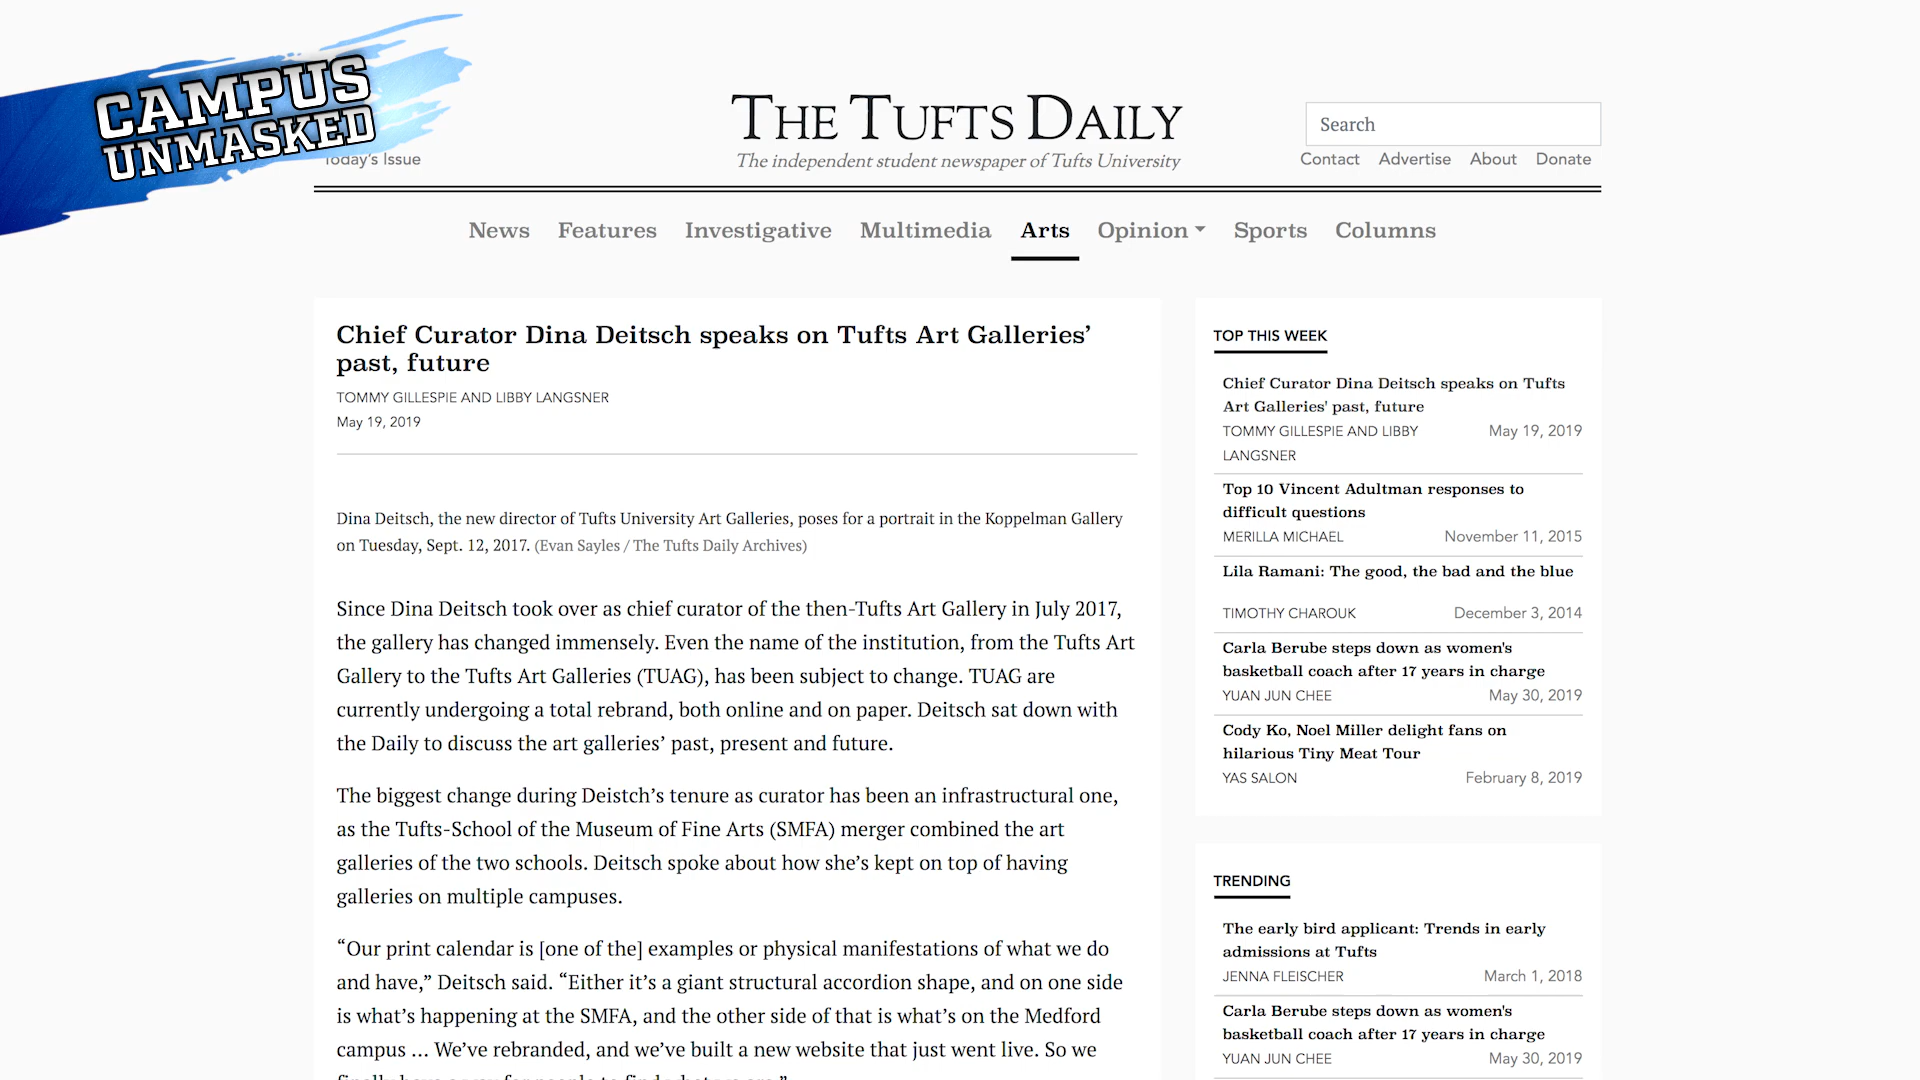 CAMPUS
UNMASKED
Today's Issue
THE TUFTS DAILY
The independent student newspaper of Tufts University
Search
Contact Advertise About Donate
News Features Investigative Multimedia Arts Opinion Sports Columns
Chief Curator Dina Deitsch speaks on Tufts Art Galleries’
past, future
TOMMY GILLESPIE AND LIBBY LANGSNER
May 19, 2019
Dina Deitsch, the new director of Tufts University Art Galleries, poses for a portrait in the Koppelman Gallery
on Tuesday, Sept. 12, 2017. (Evan Sayles / The Tufts Daily Archives)
Since Dina Deitsch took over as chief curator of the then-Tufts Art Gallery in July 2017,
the gallery has changed immensely. Even the name of the institution, from the Tufts Art
Gallery to the Tufts Art Galleries (TUAG), has been subject to change. TUAG are
currently undergoing a total rebrand, both online and on paper. Deitsch sat down with
the Daily to discuss the art galleries’ past, present and future.
The biggest change during Deistch’s tenure as curator has been an infrastructural one,
as the Tufts-School of the Museum of Fine Arts (SMFA) merger combined the art
galleries of the two schools. Deitsch spoke about how she’s kept on top of having
galleries on multiple campuses.
“Our print calendar is [one of the] examples or physical manifestations of what we do
and have,” Deitsch said. “Either it’s a giant structural accordion shape, and on one side
is what’s happening at the SMFA, and the other side of that is what’s on the Medford
campus … We’ve rebranded, and we’ve built a new website that just went live. So we
finally have a way for people to find what we are.”
TOP THIS WEEK
Chief Curator Dina Deitsch speaks on Tufts
Art Galleries' past, future
TOMMY GILLESPIE AND LIBBY May 19, 2019
LANGSNER
Top 10 Vincent Adultman responses to
difficult questions
MERILLA MICHAEL November 11, 2015
Lila Ramani: The good, the bad and the blue
TIMOTHY CHAROUK December 3, 2014
Carla Berube steps down as women's
basketball coach after 17 years in charge
YUAN JUN CHEE May 30, 2019
Cody Ko, Noel Miller delight fans on
hilarious Tiny Meat Tour
YAS SALON February 8, 2019
TRENDING
The early bird applicant: Trends in early
admissions at Tufts
JENNA FLEISCHER March 1, 2018
Carla Berube steps down as women's
basketball coach after 17 years in charge
YUAN JUN CHEE May 30, 2019